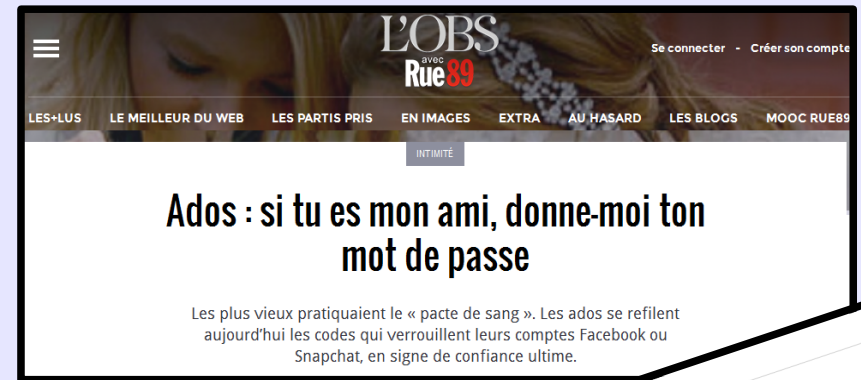 L'OBS
avec
Rue89
Se connecter - Créer son compte
LES+LUS LE MEILLEUR DU WEB LES PARTIS PRIS EN IMAGES EXTRA AU HASARD LES BLOGS MOOC RUE89
INTIMITÉ
Ados : si tu es mon ami, donne-moi ton
mot de passe
Les plus vieux pratiquaient le « pacte de sang ». Les ados se refilent
aujourd'hui les codes qui verrouillent leurs comptes Facebook ou
Snapchat, en signe de confiance ultime.